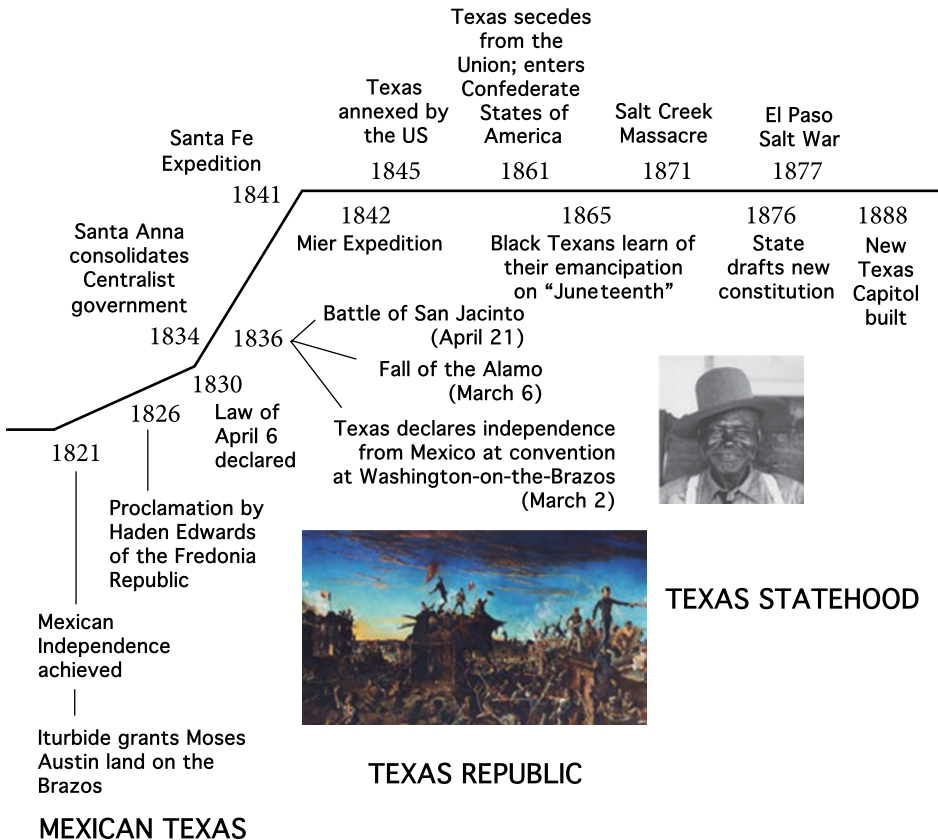 Texas secedes
from the
Union; enters
Confederate
States of
America
1861
Texas
annexed by
the US
1845
Salt Creek
Massacre
1871
El Paso
Salt War
1877
Santa Fe
Expedition
1841
1842
Mier Expedition
1865
Black Texans learn of
their emancipation
on “Juneteenth”
1876
State
drafts new
constitution
1888
New
Texas
Capitol
built
Santa Anna
consolidates
Centralist
government
1834
1836
Battle of San Jacinto
(April 21)
Fall of the Alamo
(March 6)
Texas declares independence
from Mexico at convention
at Washington-on-the-Brazos
(March 2)
1830
Law of
April 6
declared
1826
Proclamation by
Haden Edwards
of the Fredonia
Republic
1821
Mexican
Independence
achieved
Iturbide grants Moses
Austin land on the
Brazos
MEXICAN TEXAS
TEXAS REPUBLIC
TEXAS STATEHOOD